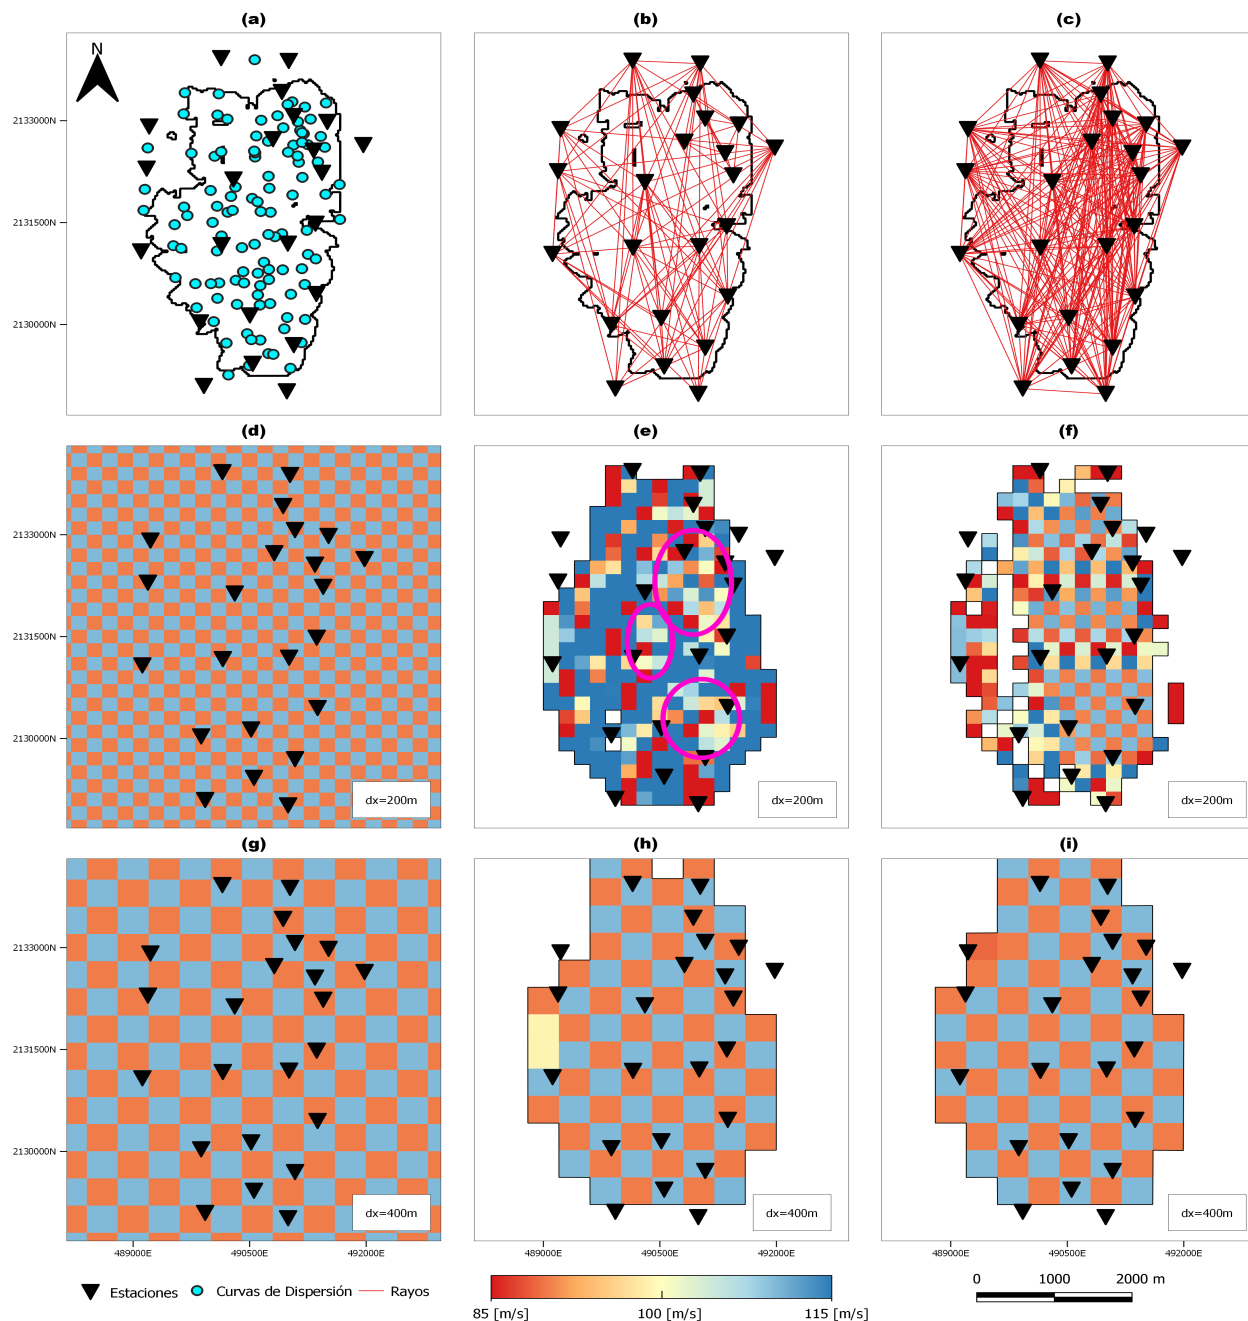 (a) (b) (c)
N
2133000N
2131500N
2130000N
(d) (e) (f)
2133000N
2131500N
2130000N
dx=200m dx=200m dx=200m
(g) (h) (i)
2133000N
2131500N
2130000N
dx=400m dx=400m dx=400m
489000E 490500E 492000E 489000E 490500E 492000E 489000E 490500E 492000E
Estaciones Curvas de Dispersión Rayos
85 [m/s] 100 [m/s] 115 [m/s]
0 1000 2000 m